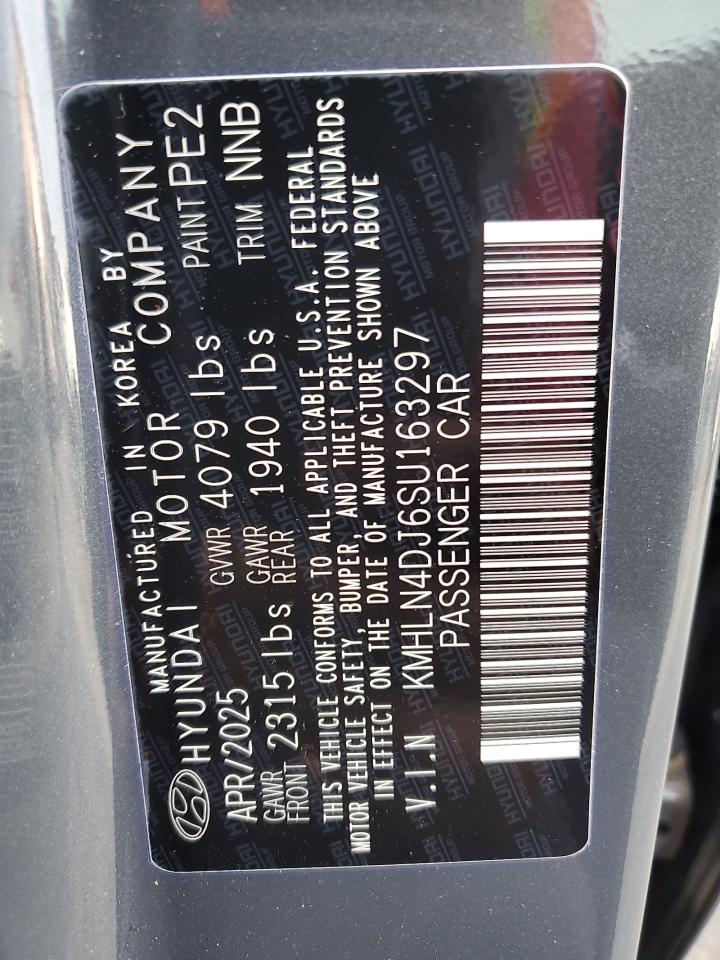 MANUFACTURED IN KOREA BY
HYUNDAI MOTOR COMPANY
APR/2025 GVWR 4079 lbs PAINT PE2
GAWR FRONT 2315 lbs GAWR REAR 1940 lbs TRIM NNB
THIS VEHICLE CONFORMS TO ALL APPLICABLE U.S.A. FEDERAL
MOTOR VEHICLE SAFETY, BUMPER, AND THEFT PREVENTION STANDARDS
IN EFFECT ON THE DATE OF MANUFACTURE SHOWN ABOVE
V.I.N KMHLN4DJ6SU163297
PASSENGER CAR